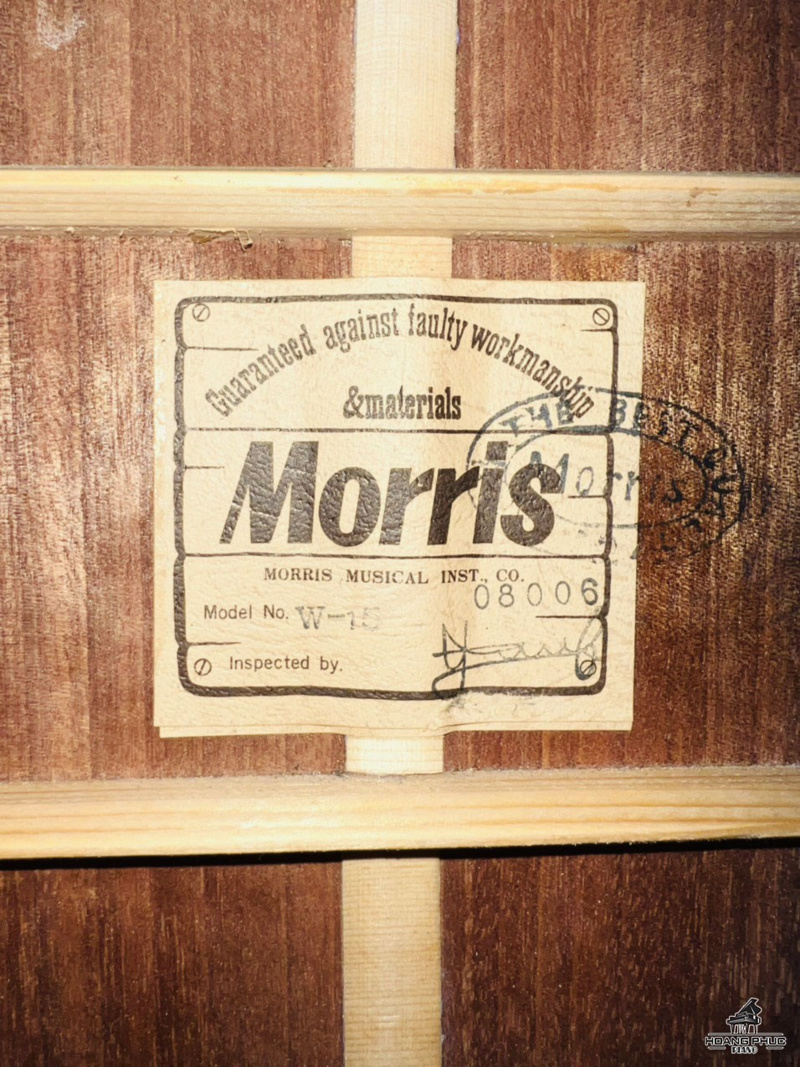 Guaranteed against faulty workmanship
&materials
Morris
THE BEST
Morris
MORRIS MUSICAL INST., CO.
08006
Model No. W-15
Inspected by.
HOANG PHUC
PIANO